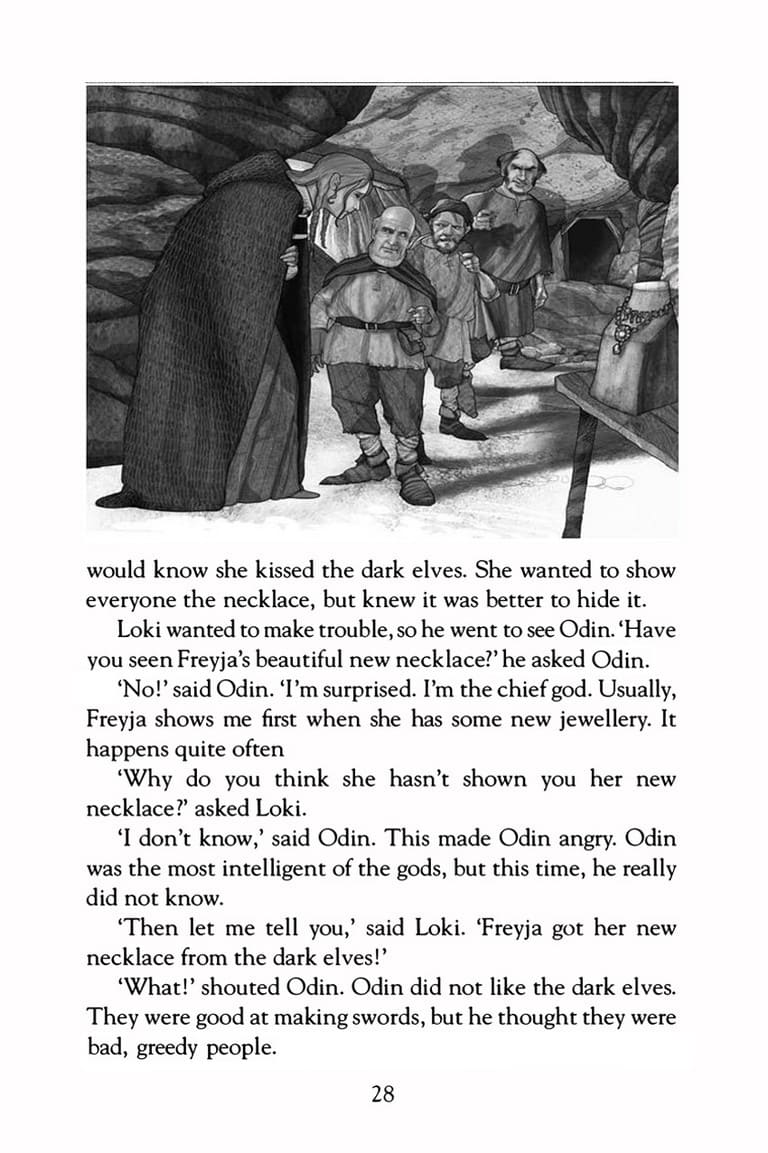 would know she kissed the dark elves. She wanted to show
everyone the necklace, but knew it was better to hide it.
Loki wanted to make trouble, so he went to see Odin. ‘Have
you seen Freyja’s beautiful new necklace?’ he asked Odin.
‘No!’ said Odin. ‘I’m surprised. I’m the chief god. Usually,
Freyja shows me first when she has some new jewellery. It
happens quite often
‘Why do you think she hasn’t shown you her new
necklace?’ asked Loki.
‘I don’t know,’ said Odin. This made Odin angry. Odin
was the most intelligent of the gods, but this time, he really
did not know.
‘Then let me tell you,’ said Loki. ‘Freyja got her new
necklace from the dark elves!’
‘What!’ shouted Odin. Odin did not like the dark elves.
They were good at making swords, but he thought they were
bad, greedy people.
28